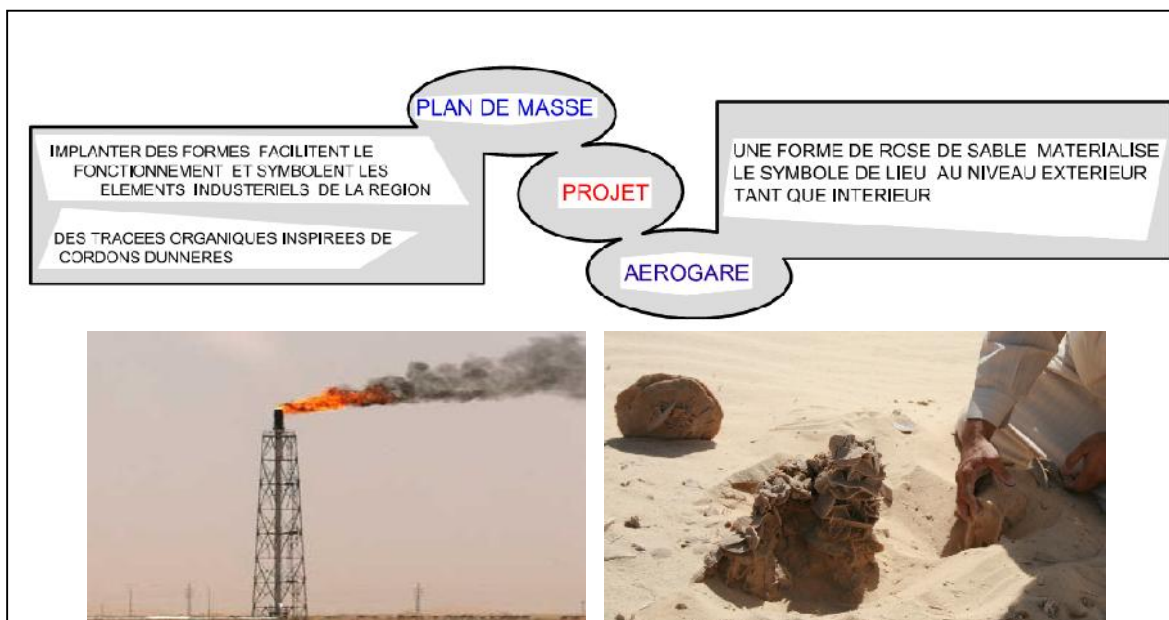 PLAN DE MASSE
IMPLANTER DES FORMES FACILITENT LE
FONCTIONNEMENT ET SYMBOLENT LES
ELEMENTS INDUSTERIELS DE LA REGION
DES TRACEES ORGANIQUES INSPIREES DE
CORDONS DUNNERES
PROJET
UNE FORME DE ROSE DE SABLE MATERIALISE
LE SYMBOLE DE LIEU AU NIVEAU EXTERIEUR
TANT QUE INTERIEUR
AEROGARE